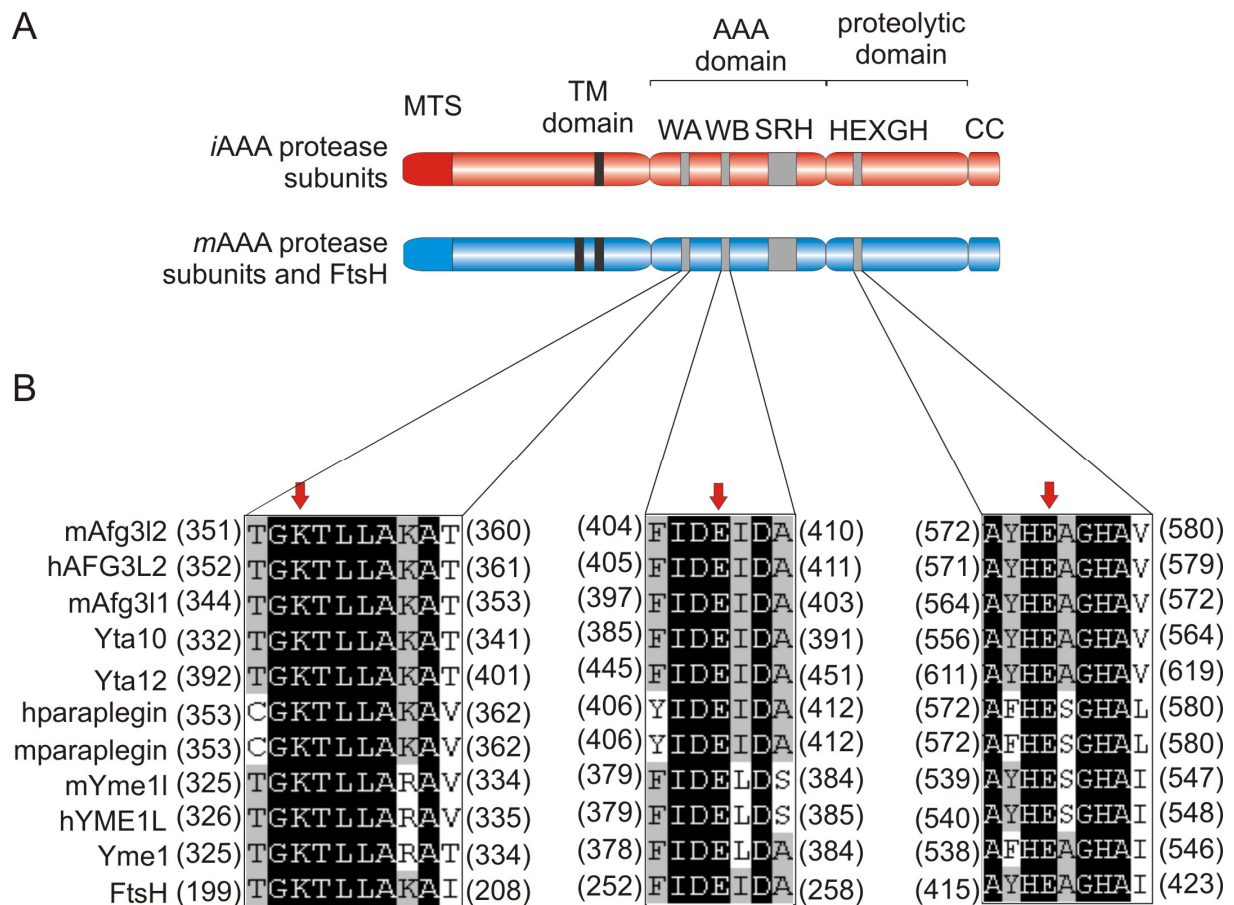 A
AAA
domain
proteolytic
domain
MTS
TM
domain
WA WB SRH HEXGH CC
iAAA protease
subunits
mAAA protease
subunits and FtsH
B
mAfg3l2 (351) TGKTLLAKAT (360) (404) FIDEIDA (410) (572) AYHEAGHAV (580)
hAFG3L2 (352) TGKTLLAKAT (361) (405) FIDEIDA (411) (571) AYHEAGHAV (579)
mAfg3l1 (344) TGKTLLAKAT (353) (397) FIDEIDA (403) (564) AYHEAGHAV (572)
Yta10 (332) TGKTLLAKAT (341) (385) FIDEIDA (391) (556) AYHEAGHAV (564)
Yta12 (392) TGKTLLAKAT (401) (445) FIDEIDA (451) (611) AYHEAGHAV (619)
hparaplegin (353) CGKTLLAKAV (362) (406) YIDEIDA (412) (572) AFHESGHAL (580)
mparaplegin (353) CGKTLLAKAV (362) (406) YIDEIDA (412) (572) AFHESGHAL (580)
mYme1l (325) TGKTLLARAV (334) (379) FIDELDS (384) (539) AYHESGHAI (547)
hYME1L (326) TGKTLLARAV (335) (379) FIDELDS (385) (540) AYHESGHAI (548)
Yme1 (325) TGKTLLARAT (334) (378) FIDELDA (384) (538) AFHEAGHAI (546)
FtsH (199) TGKTLLAKAI (208) (252) FIDEIDA (258) (415) AYHEAGHAI (423)